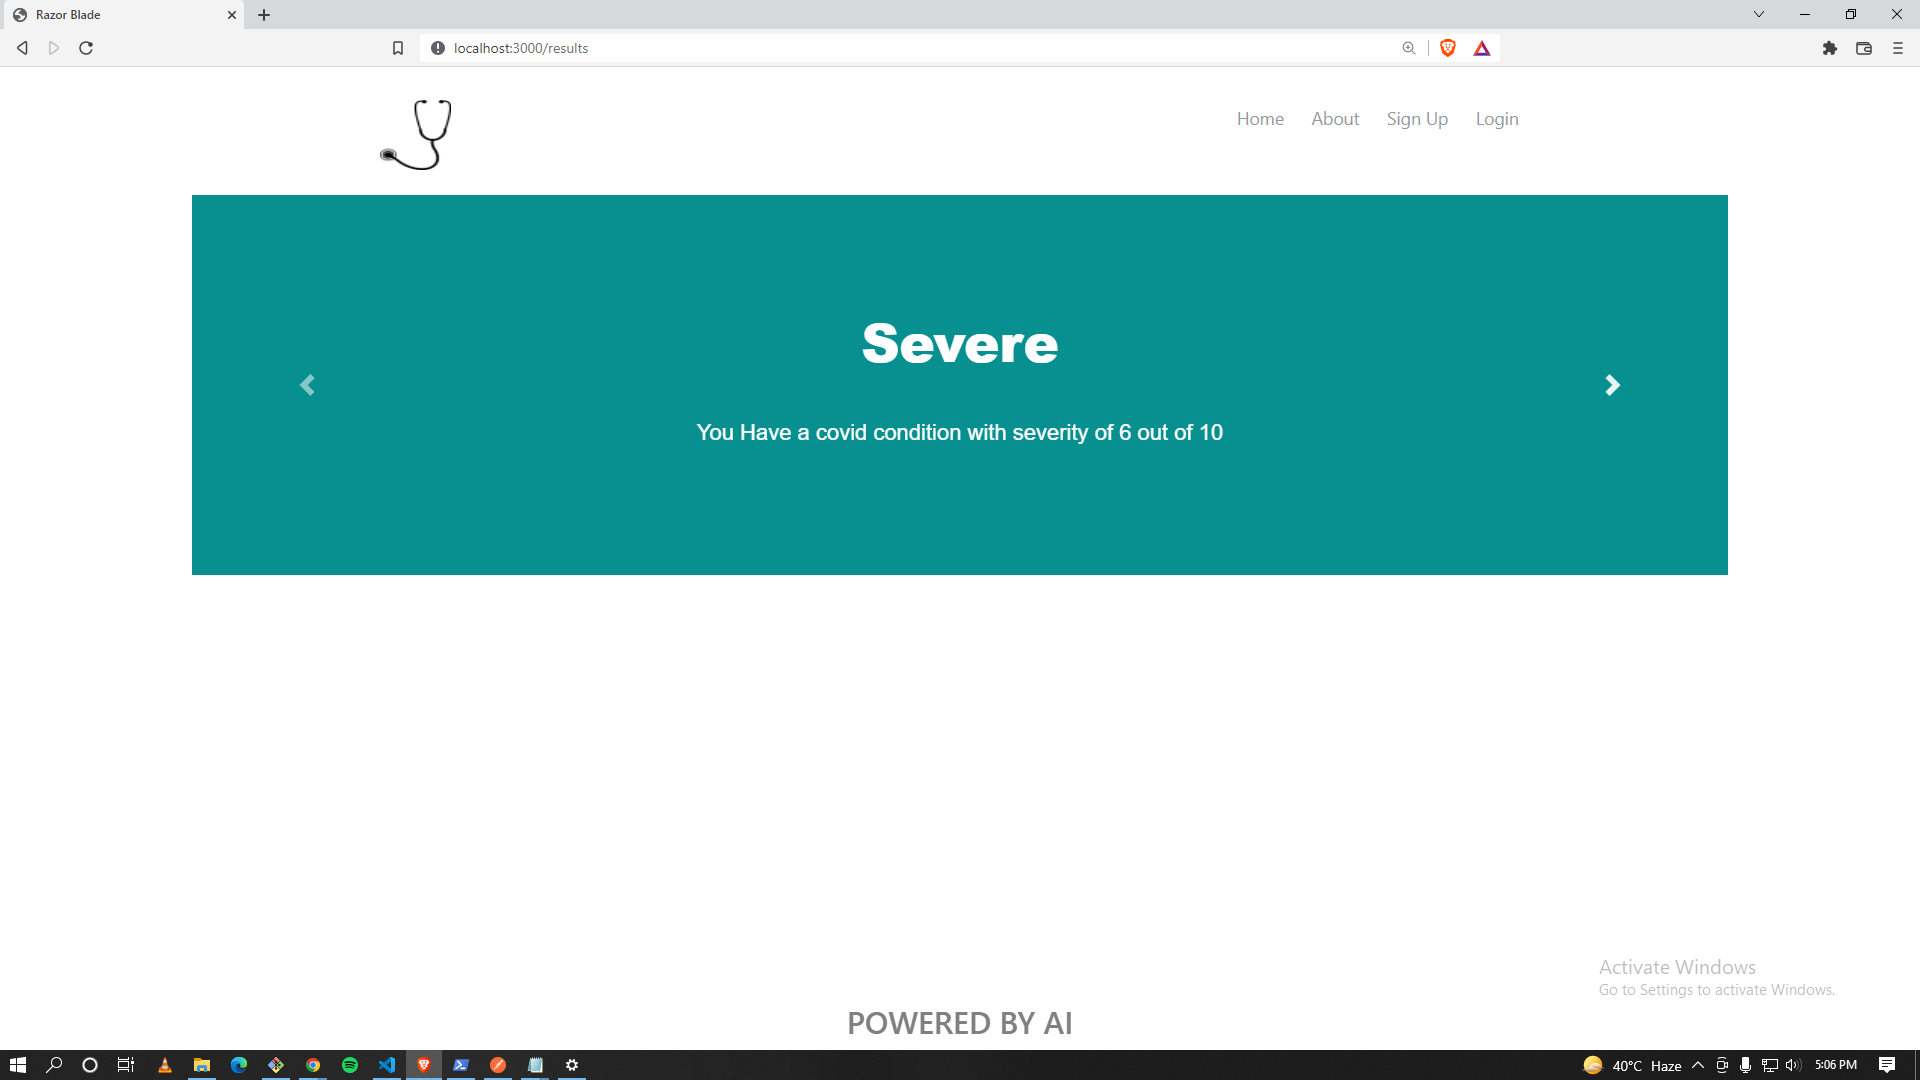 Razor Blade
localhost:3000/results
Home About Sign Up Login
Severe
You Have a covid condition with severity of 6 out of 10
Activate Windows
Go to Settings to activate Windows.
POWERED BY AI
40°C Haze 5:06 PM